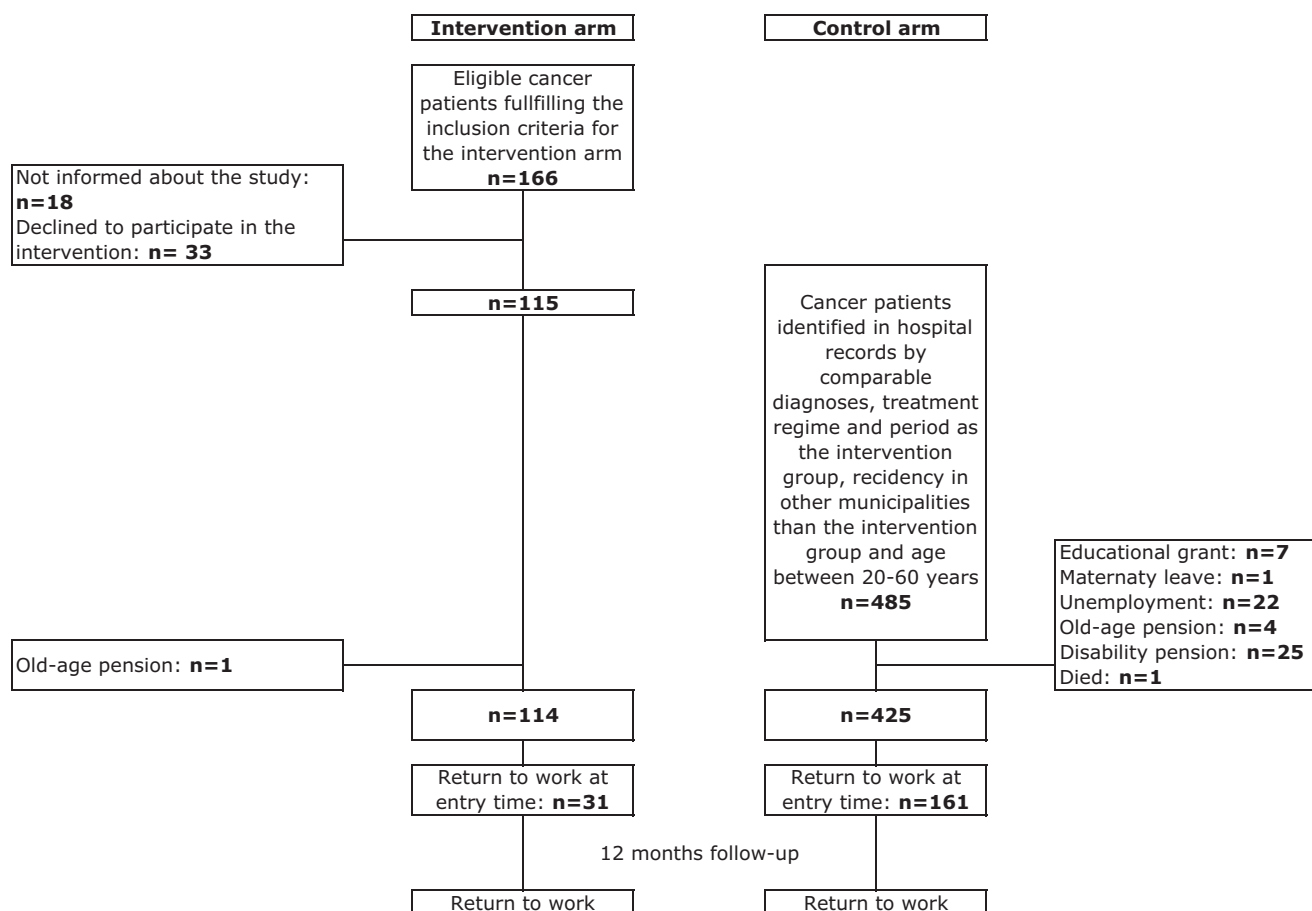 Intervention arm
Control arm
Eligible cancer
patients fullfilling the
inclusion criteria for
the intervention arm
n=166
Not informed about the study:
n=18
Declined to participate in the
intervention: n= 33
n=115
Cancer patients
identified in hospital
records by
comparable
diagnoses, treatment
regime and period as
the intervention
group, recidency in
other municipalities
than the intervention
group and age
between 20-60 years
n=485
Educational grant: n=7
Maternaty leave: n=1
Unemployment: n=22
Old-age pension: n=4
Disability pension: n=25
Died: n=1
Old-age pension: n=1
n=114
n=425
Return to work at
entry time: n=31
Return to work at
entry time: n=161
12 months follow-up
Return to work
Return to work